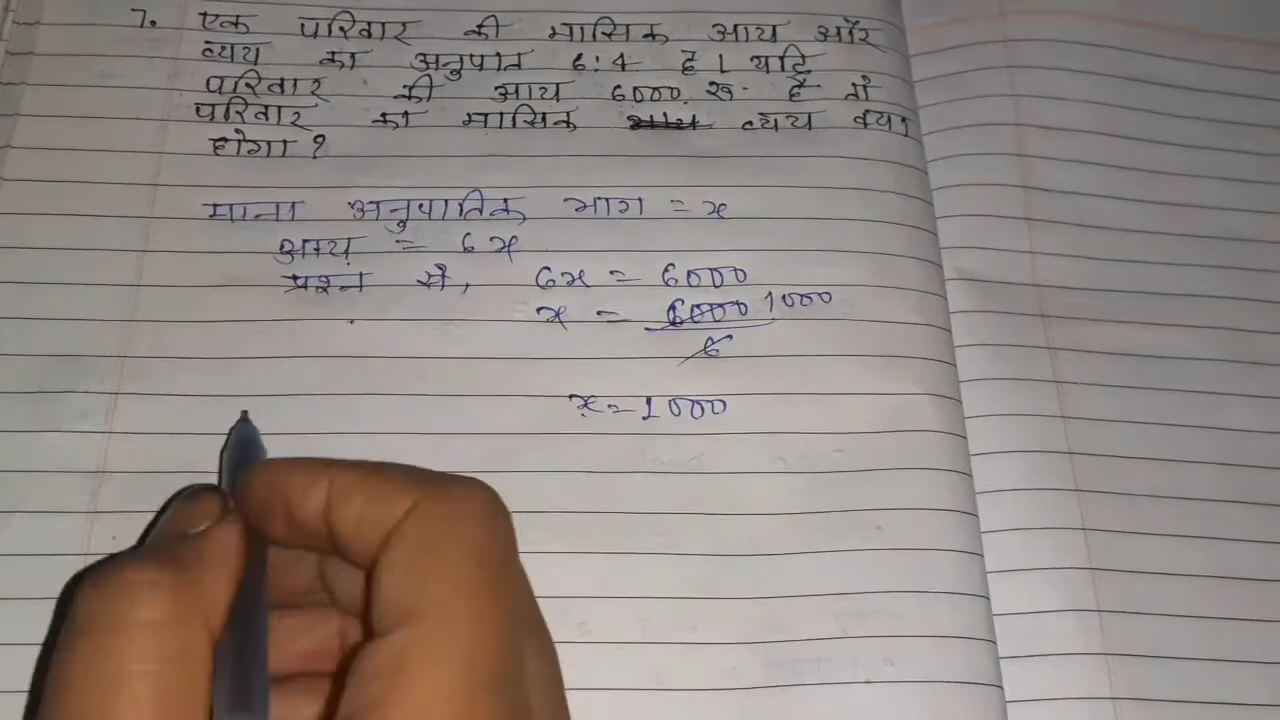 7. एक परिवार की मासिक आय और
व्यय का अनुपात 6:4 है। यदि
परिवार की आय 6000 रु. है तो
परिवार का मासिक व्यय क्या
होगा ?
माना अनुपातिक भाग = x
आय = 6x
प्रश्न से, 6x = 6000
x = 6000 1000
6
x = 1000